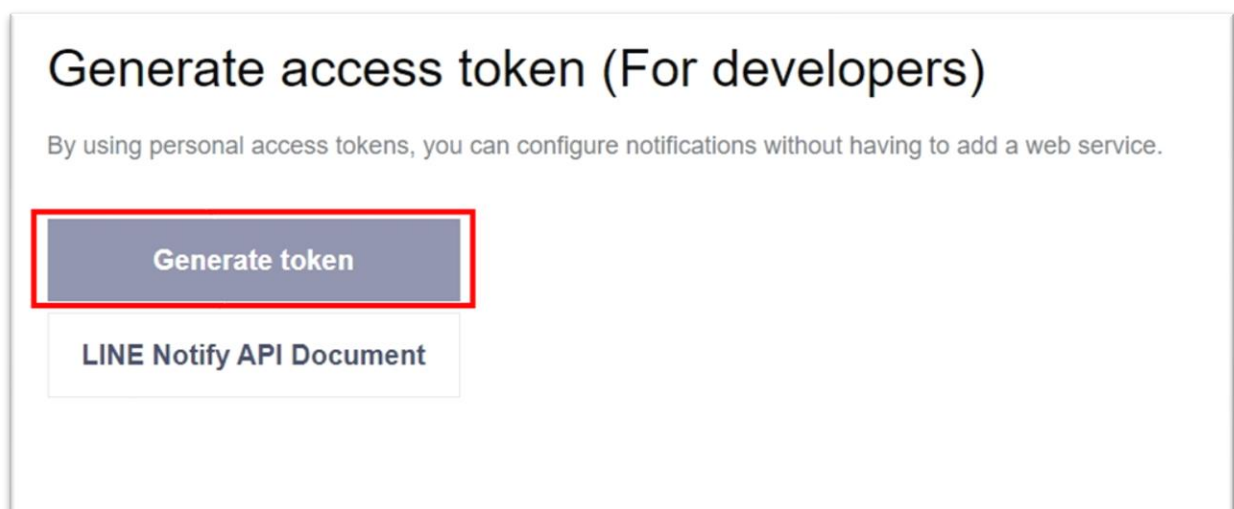 Generate access token (For developers)
By using personal access tokens, you can configure notifications without having to add a web service.
Generate token
LINE Notify API Document